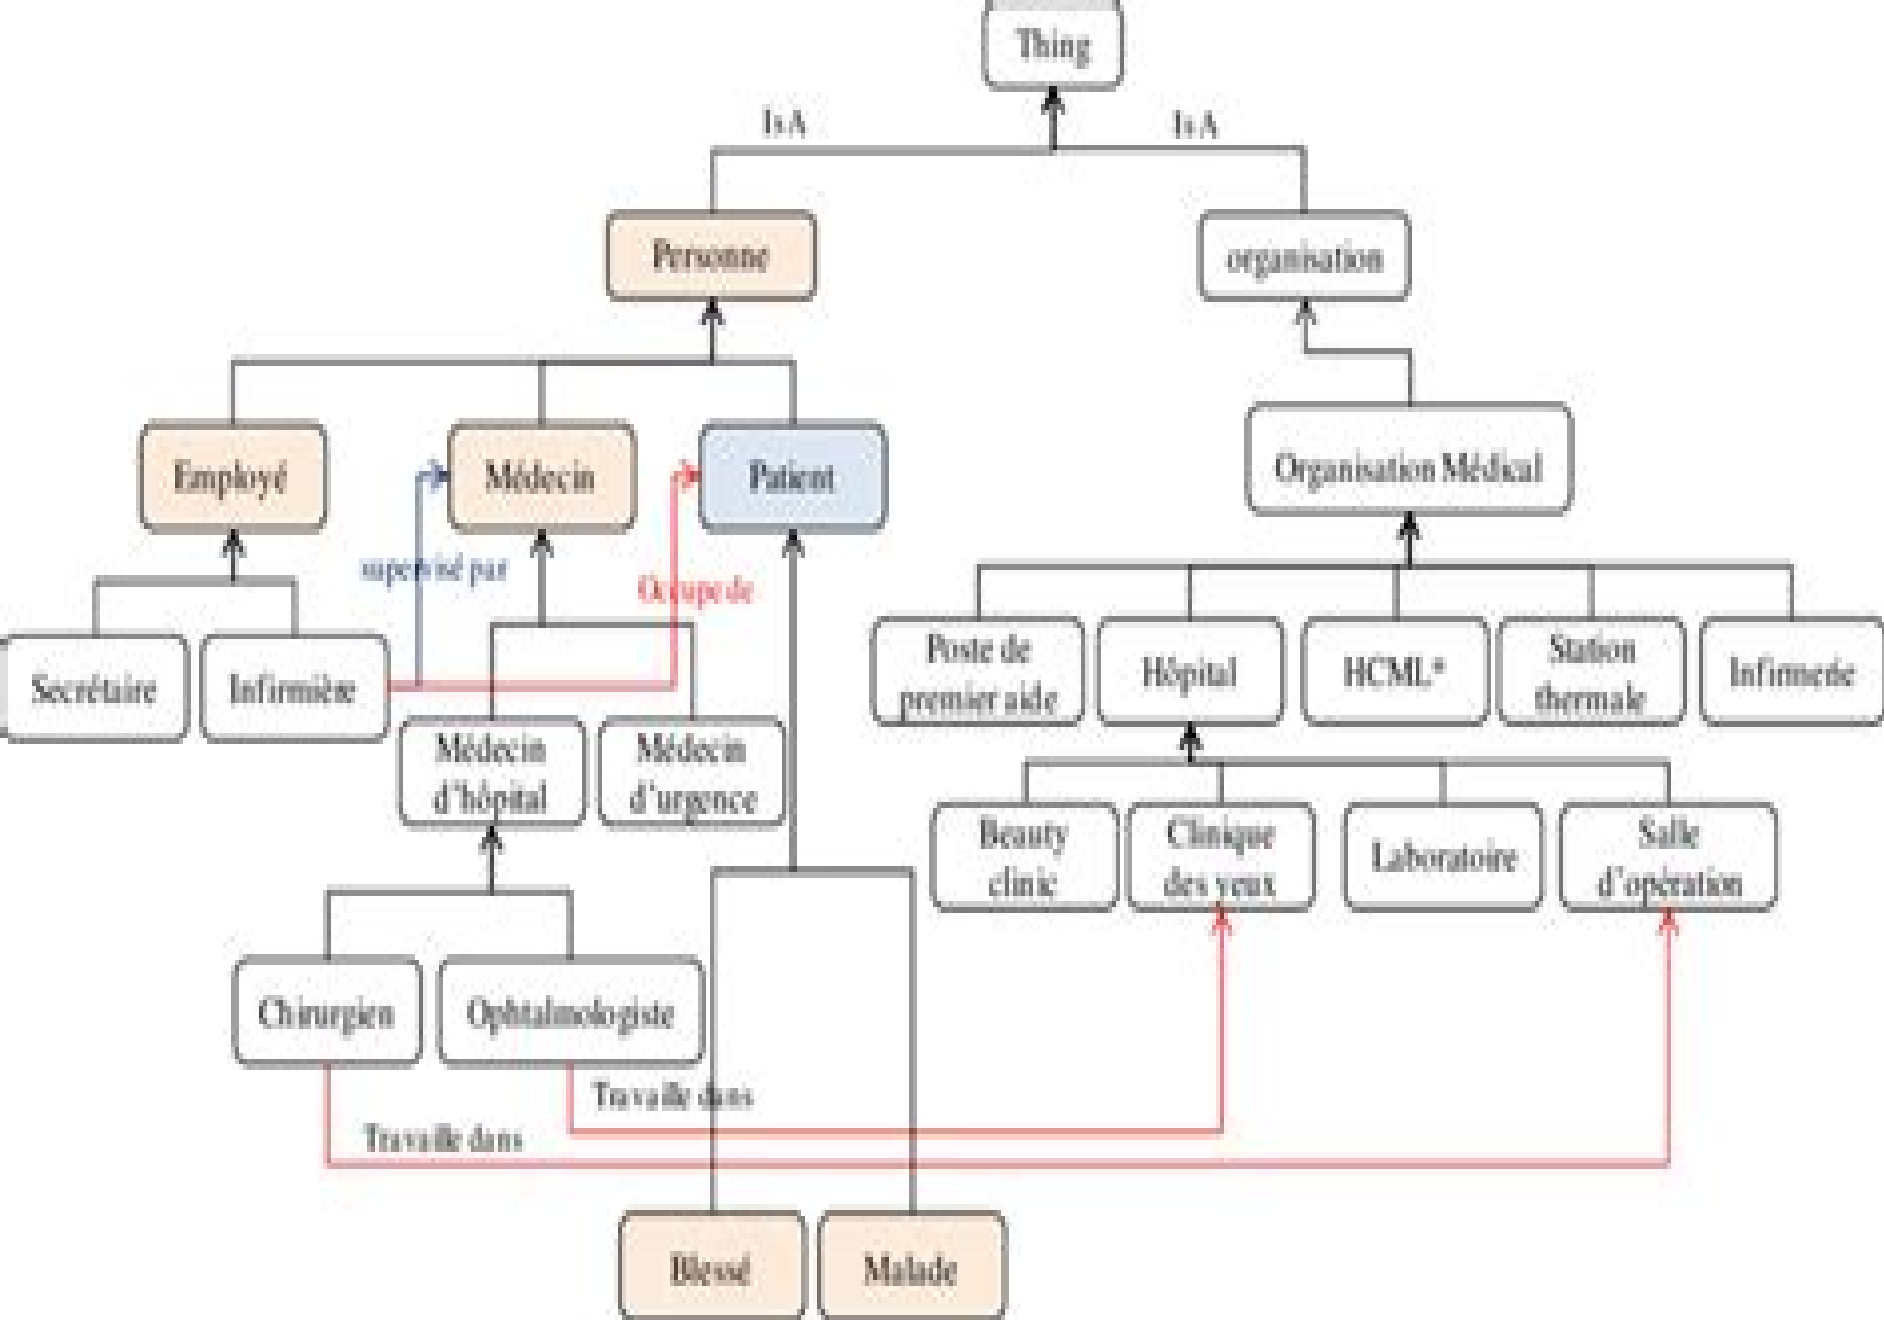 Thing
Is A
Is A
Personne
organisation
Employé
Médecin
Patient
Organisation Médical
supervisé par
Occupe de
Secrétaire
Infirmière
Poste de
premier aide
Hôpital
HCML*
Station
thermale
Infirmerie
Médecin
d'hôpital
Médecin
d'urgence
Beauty
clinic
Clinique
des yeux
Laboratoire
Salle
d'opération
Chirurgien
Ophtalmologiste
Travaille dans
Travaille dans
Blessé
Malade